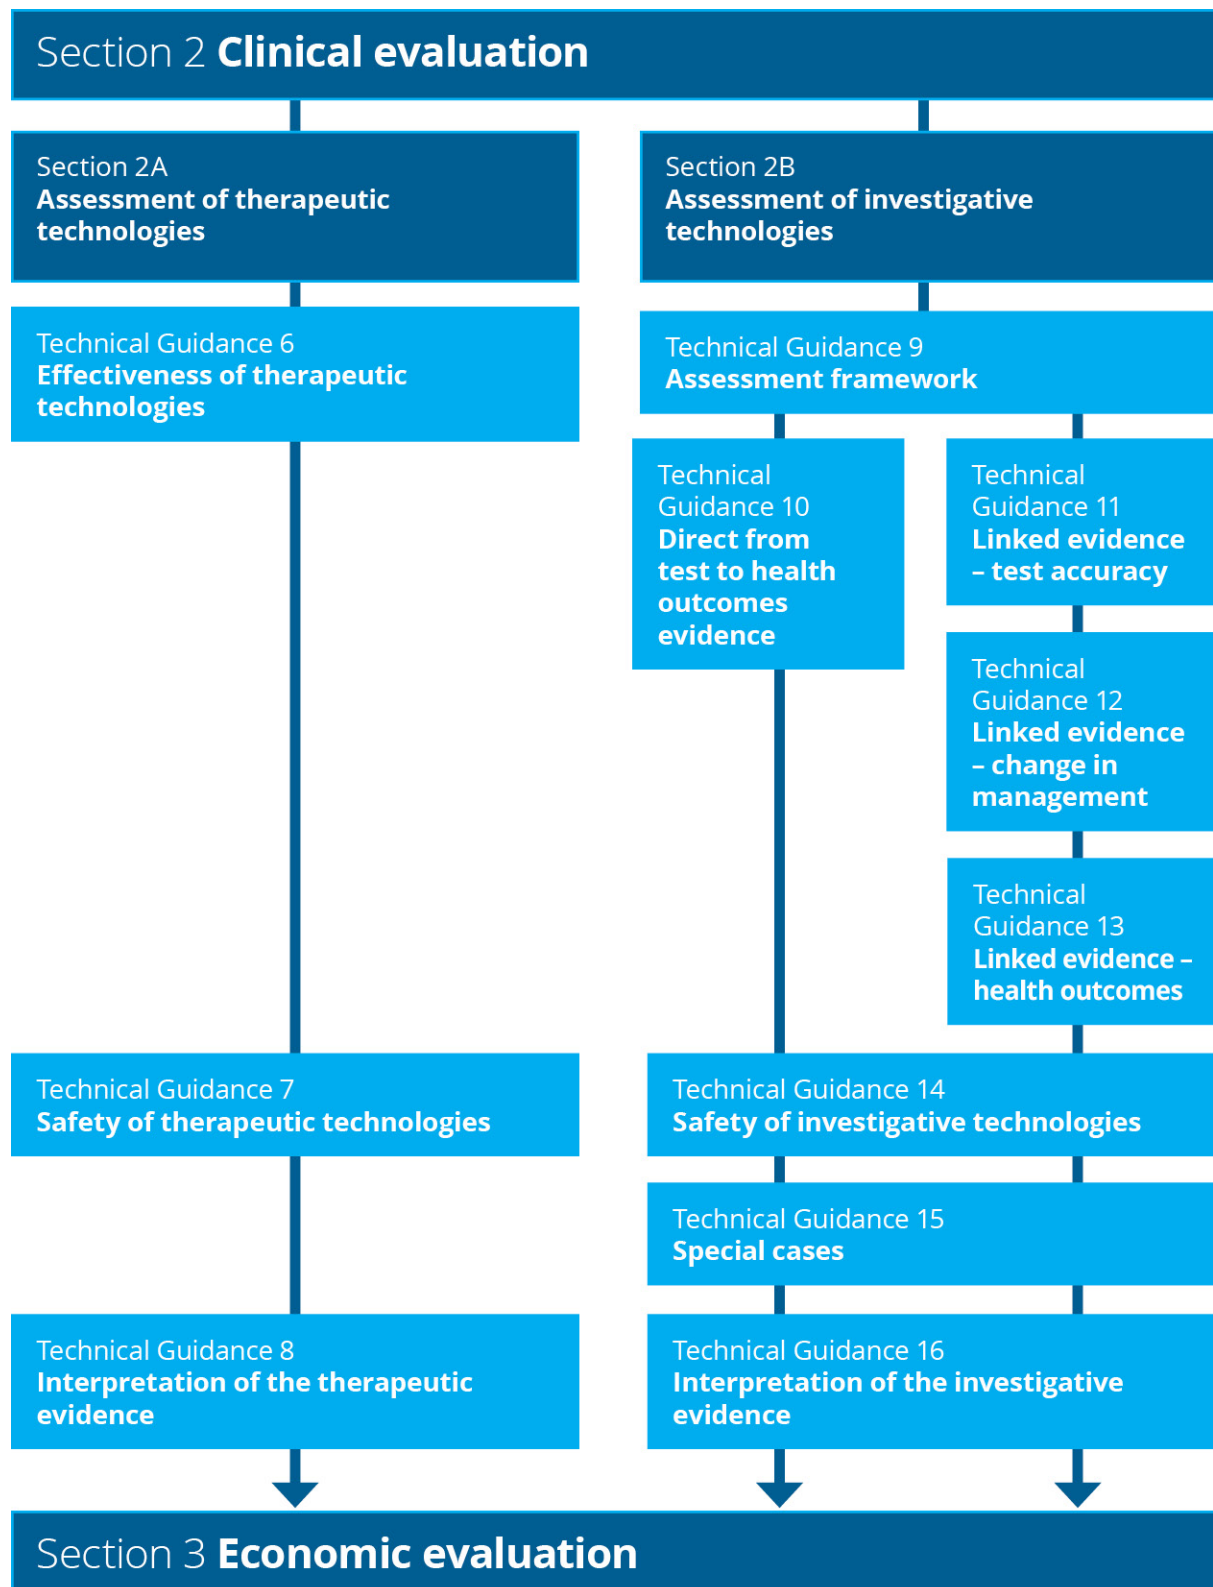 Section 2 Clinical evaluation
Section 2A
Assessment of therapeutic
technologies
Technical Guidance 6
Effectiveness of therapeutic
technologies
Technical Guidance 7
Safety of therapeutic technologies
Technical Guidance 8
Interpretation of the therapeutic
evidence
Section 2B
Assessment of investigative
technologies
Technical Guidance 9
Assessment framework
Technical
Guidance 10
Direct from
test to health
outcomes
evidence
Technical
Guidance 11
Linked evidence
– test accuracy
Technical
Guidance 12
Linked evidence
– change in
management
Technical
Guidance 13
Linked evidence –
health outcomes
Technical Guidance 14
Safety of investigative technologies
Technical Guidance 15
Special cases
Technical Guidance 16
Interpretation of the investigative
evidence
Section 3 Economic evaluation